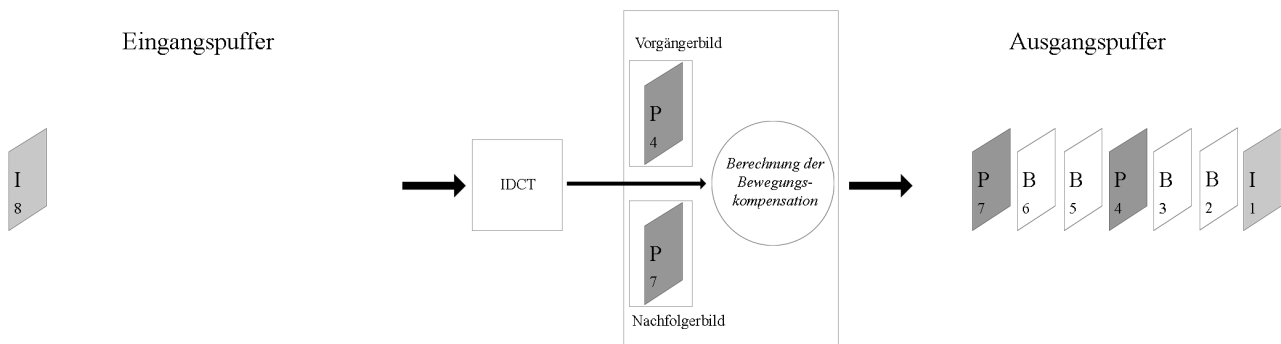 Eingangspuffer
I
8
IDCT
Vorgängerbild
P
4
P
7
Nachfolgerbild
Berechnung der
Bewegungs-
kompensation
Ausgangspuffer
P B B P B B I
7 6 5 4 3 2 1